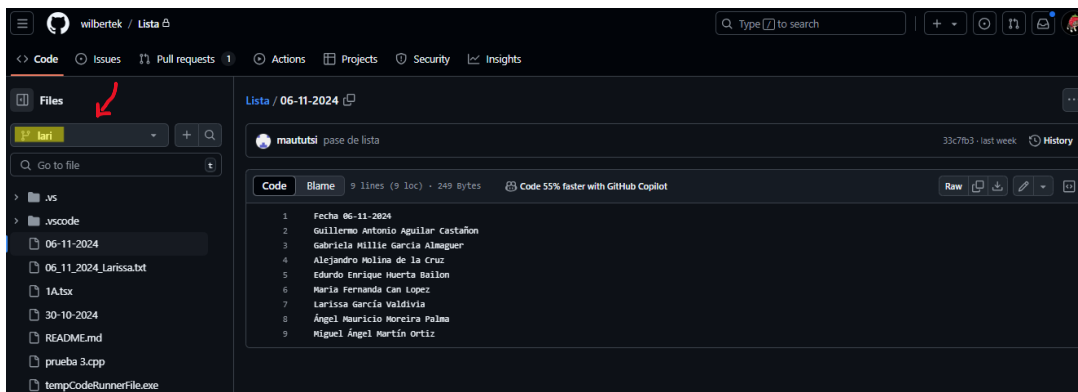 wilbertek / Lista
Type / to search
Code Issues Pull requests 1 Actions Projects Security Insights
Files
lari
Go to file
t
.vs
.vscode
06-11-2024
06_11_2024_Larissa.txt
1A.tsx
30-10-2024
README.md
prueba 3.cpp
tempCodeRunnerFile.exe
Lista / 06-11-2024
maututsi pase de lista
33c7fb3 · last week History
Code Blame 9 lines (9 loc) · 249 Bytes Code 55% faster with GitHub Copilot Raw
1 Fecha 06-11-2024
2 Guillermo Antonio Aguilar Castañon
3 Gabriela Millie Garcia Almaguer
4 Alejandro Molina de la Cruz
5 Edurdo Enrique Huerta Bailon
6 Maria Fernanda Can Lopez
7 Larissa García Valdivia
8 Ángel Mauricio Moreira Palma
9 Miguel Ángel Martín Ortiz